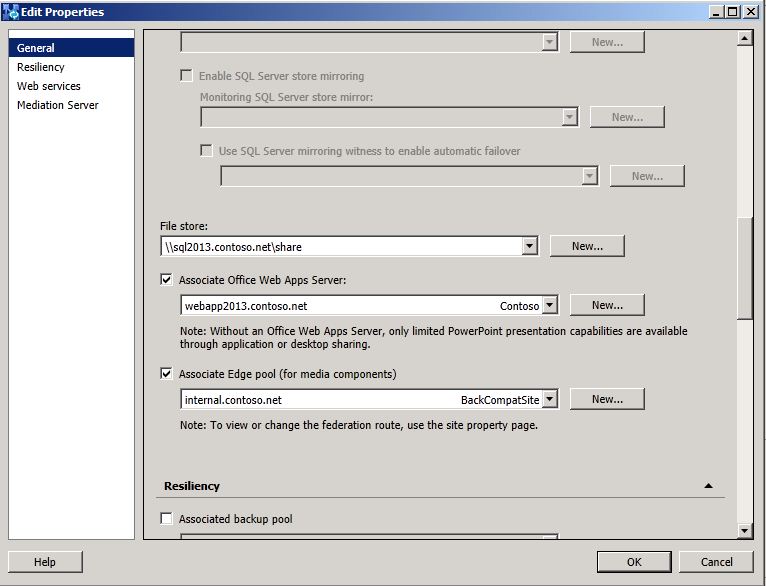 Edit Properties
General
Resiliency
Web services
Mediation Server
New...
Enable SQL Server store mirroring
Monitoring SQL Server store mirror:
New...
Use SQL Server mirroring witness to enable automatic failover
New...
File store:
\\sql2013.contoso.net\share
New...
Associate Office Web Apps Server:
webapp2013.contoso.net Contoso
New...
Note: Without an Office Web Apps Server, only limited PowerPoint presentation capabilities are available
through application or desktop sharing.
Associate Edge pool (for media components)
internal.contoso.net BackCompatSite
New...
Note: To view or change the federation route, use the site property page.
Resiliency
Associated backup pool
Help
OK
Cancel